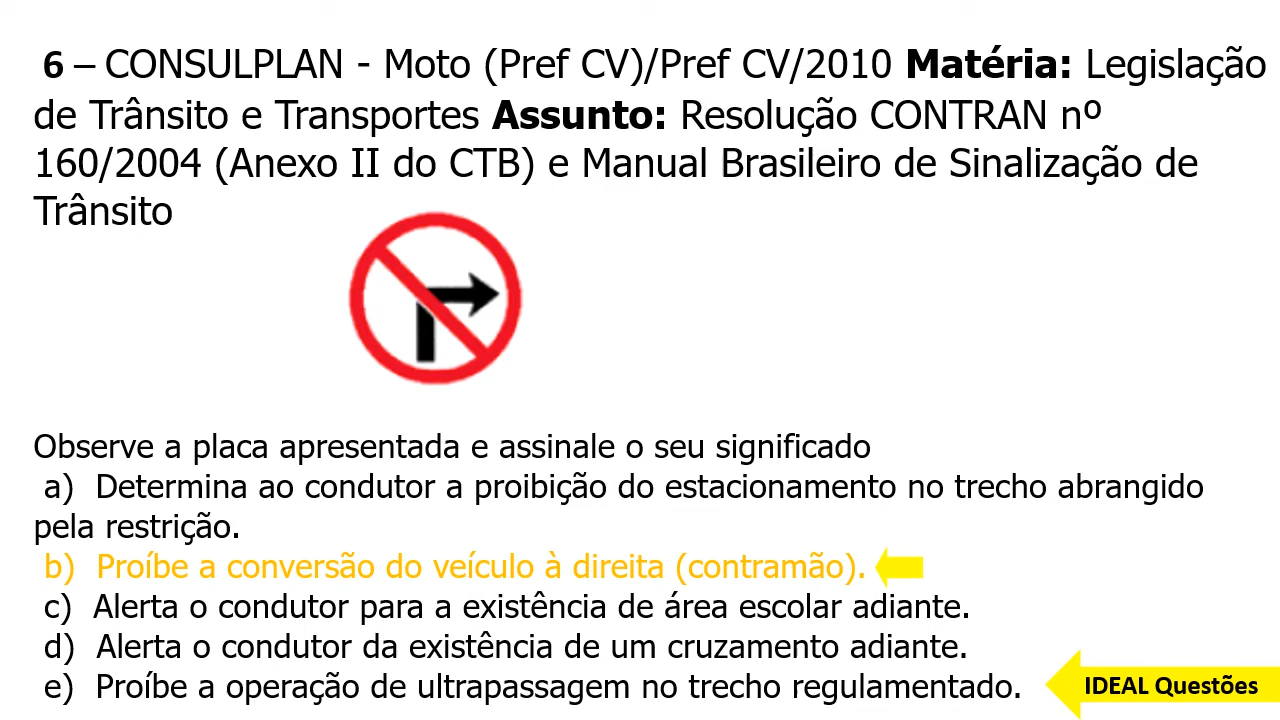 6 – CONSULPLAN - Moto (Pref CV)/Pref CV/2010 Matéria: Legislação
de Trânsito e Transportes Assunto: Resolução CONTRAN nº
160/2004 (Anexo II do CTB) e Manual Brasileiro de Sinalização de
Trânsito
Observe a placa apresentada e assinale o seu significado
a) Determina ao condutor a proibição do estacionamento no trecho abrangido
pela restrição.
b) Proíbe a conversão do veículo à direita (contramão).
c) Alerta o condutor para a existência de área escolar adiante.
d) Alerta o condutor da existência de um cruzamento adiante.
e) Proíbe a operação de ultrapassagem no trecho regulamentado.
IDEAL Questões